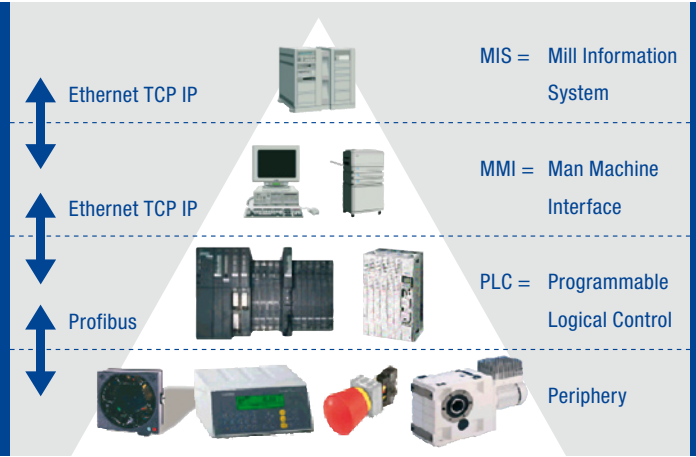 MIS = Mill Information
System
Ethernet TCP IP
MMI = Man Machine
Interface
Ethernet TCP IP
PLC = Programmable
Logical Control
Profibus
Periphery